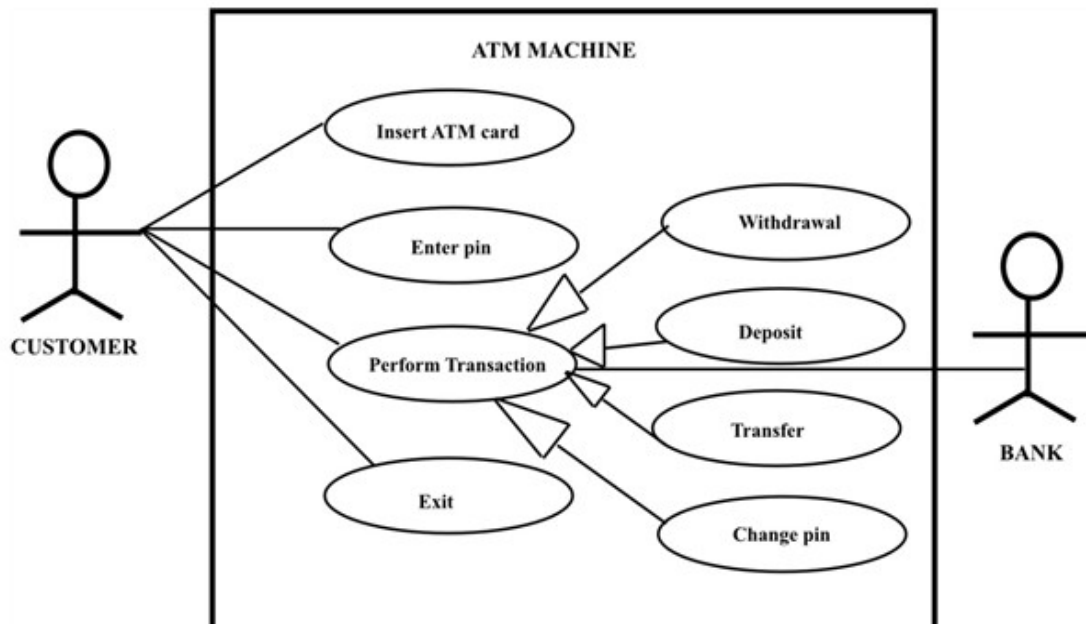 ATM MACHINE
Insert ATM card
Withdrawal
Enter pin
Deposit
CUSTOMER
Perform Transaction
Transfer
BANK
Exit
Change pin